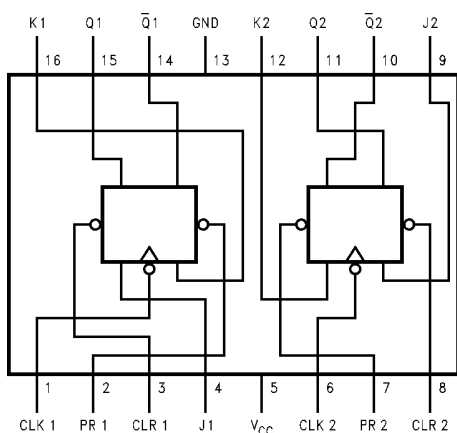 K1 Q1 Q̅1 GND K2 Q2 Q̅2 J2
16 15 14 13 12 11 10 9
1 2 3 4 5 6 7 8
CLK 1 PR 1 CLR 1 J1 VCC CLK 2 PR 2 CLR 2